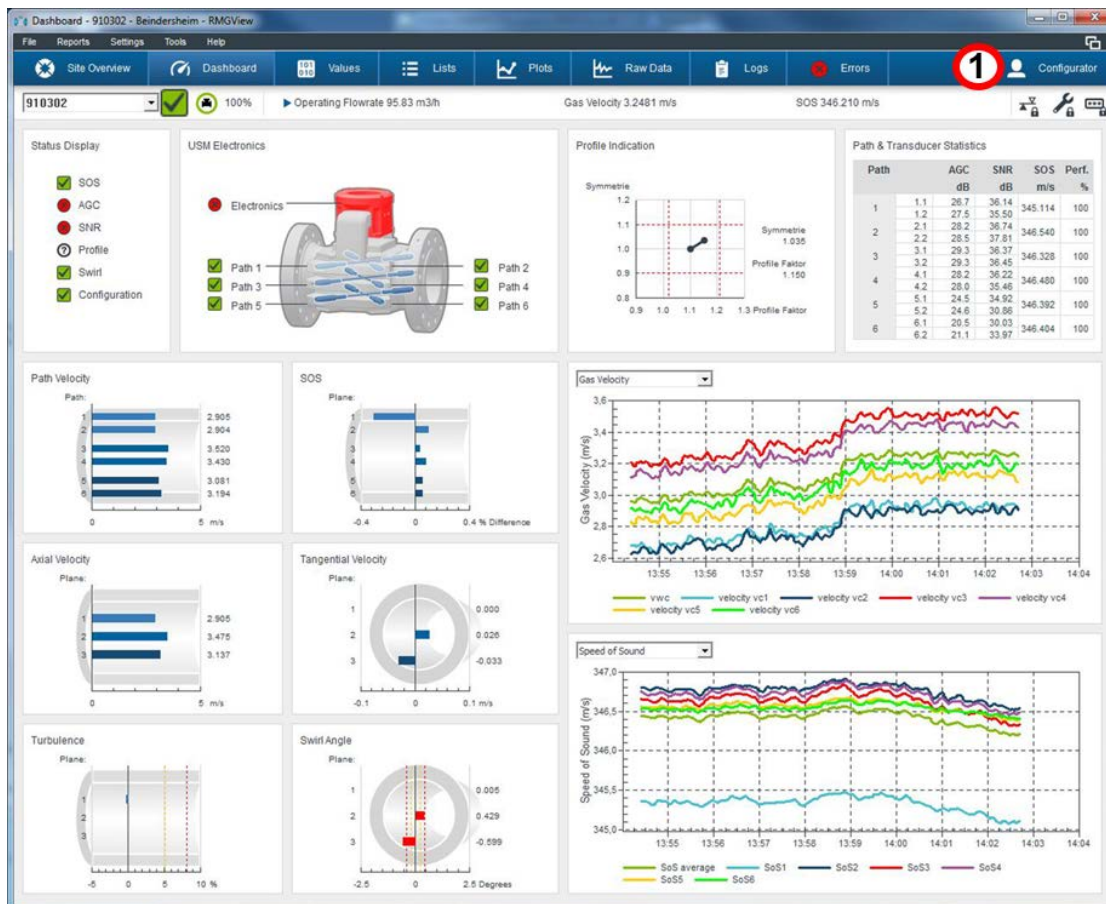 Dashboard - 910302 - Beindersheim - RMGView
File Reports Settings Tools Help
Site Overview Dashboard 101 010 Values Lists Plots Raw Data Logs Errors 1 Configurator
910302 100% Operating Flowrate 95.83 m3/h Gas Velocity 3.2481 m/s SOS 346.210 m/s
Status Display
SOS
AGC
SNR
? Profile
Swirl
Configuration
USM Electronics
Electronics
Path 1 Path 2
Path 3 Path 4
Path 5 Path 6
Profile Indication
Symmetrie
1.2
1.1
1.0
0.9
0.8
0.9 1.0 1.1 1.2 1.3 Profile Faktor
Symmetrie
1.035
Profile Faktor
1.150
Path & Transducer Statistics
Path AGC SNR SOS Perf.
dB dB m/s %
1 1.1 26.7 36.14 345.114 100
1.2 27.5 35.50
2 2.1 28.2 36.74 346.540 100
2.2 28.5 37.81
3 3.1 29.3 36.37 346.328 100
3.2 29.3 36.45
4 4.1 28.2 36.22 346.480 100
4.2 28.0 35.46
5 5.1 24.5 34.92 346.392 100
5.2 24.6 30.86
6 6.1 20.5 30.03 346.404 100
6.2 21.1 33.97
Path Velocity
Path:
1 2.905
2 2.904
3 3.520
4 3.430
5 3.081
6 3.194
0 5 m/s
SOS
Plane:
1
2
3
4
5
6
-0.4 0 0.4 % Difference
Gas Velocity
Gas Velocity (m/s)
3,6
3,4
3,2
3,0
2,8
2,6
13:55 13:56 13:57 13:58 13:59 14:00 14:01 14:02 14:03 14:04
vwc velocity vc1 velocity vc2 velocity vc3 velocity vc4
velocity vc5 velocity vc6
Axial Velocity
Plane:
1 2.905
2 3.475
3 3.137
0 5 m/s
Tangential Velocity
Plane:
1 0.000
2 0.026
3 -0.033
-0.1 0 0.1 m/s
Speed of Sound
Speed of Sound (m/s)
347,0
346,5
346,0
345,5
345,0
13:55 13:56 13:57 13:58 13:59 14:00 14:01 14:02 14:03 14:04
SoS average SoS1 SoS2 SoS3 SoS4
SoS5 SoS6
Turbulence
Plane:
1
2
3
-5 0 5 10 %
Swirl Angle
Plane:
1 0.005
2 0.429
3 -0.599
-2.5 0 2.5 Degrees